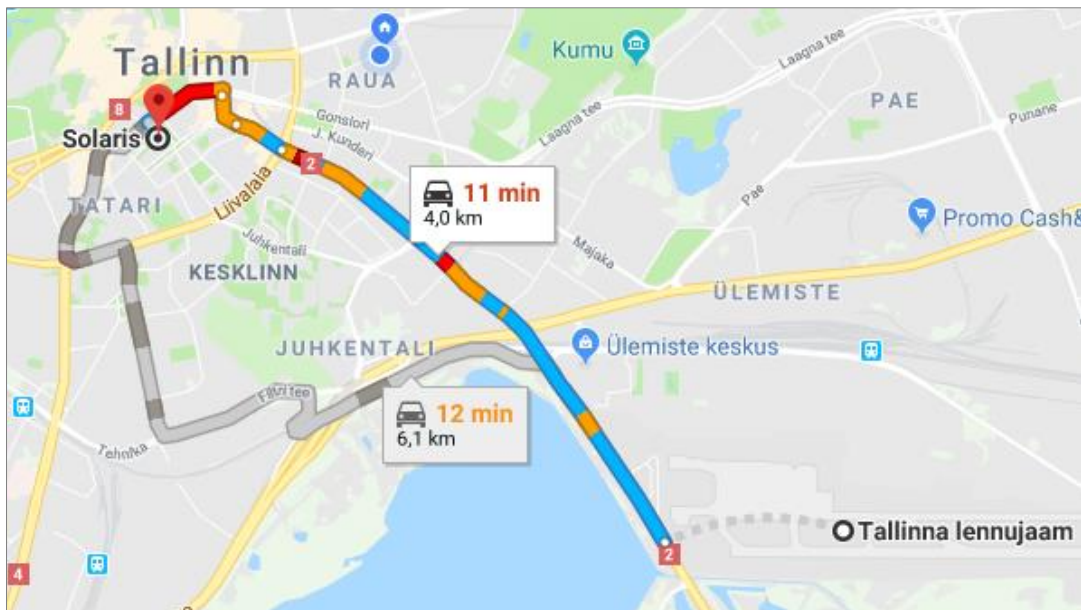 Tallinn
Kumu
Laagna tee
RAUA
PAE
8
Gonsiori
Laagna tee
Punane
Solaris
J. Kunderi
2
TATARI
Liivalaia
11 min
4,0 km
Pae
Promo Cash&
Juhkentali
Majaka
KESKLINN
ÜLEMISTE
JUHKENTALI
Ülemiste keskus
Filtri tee
12 min
6,1 km
Tehnika
Tallinna lennujaam
2
4